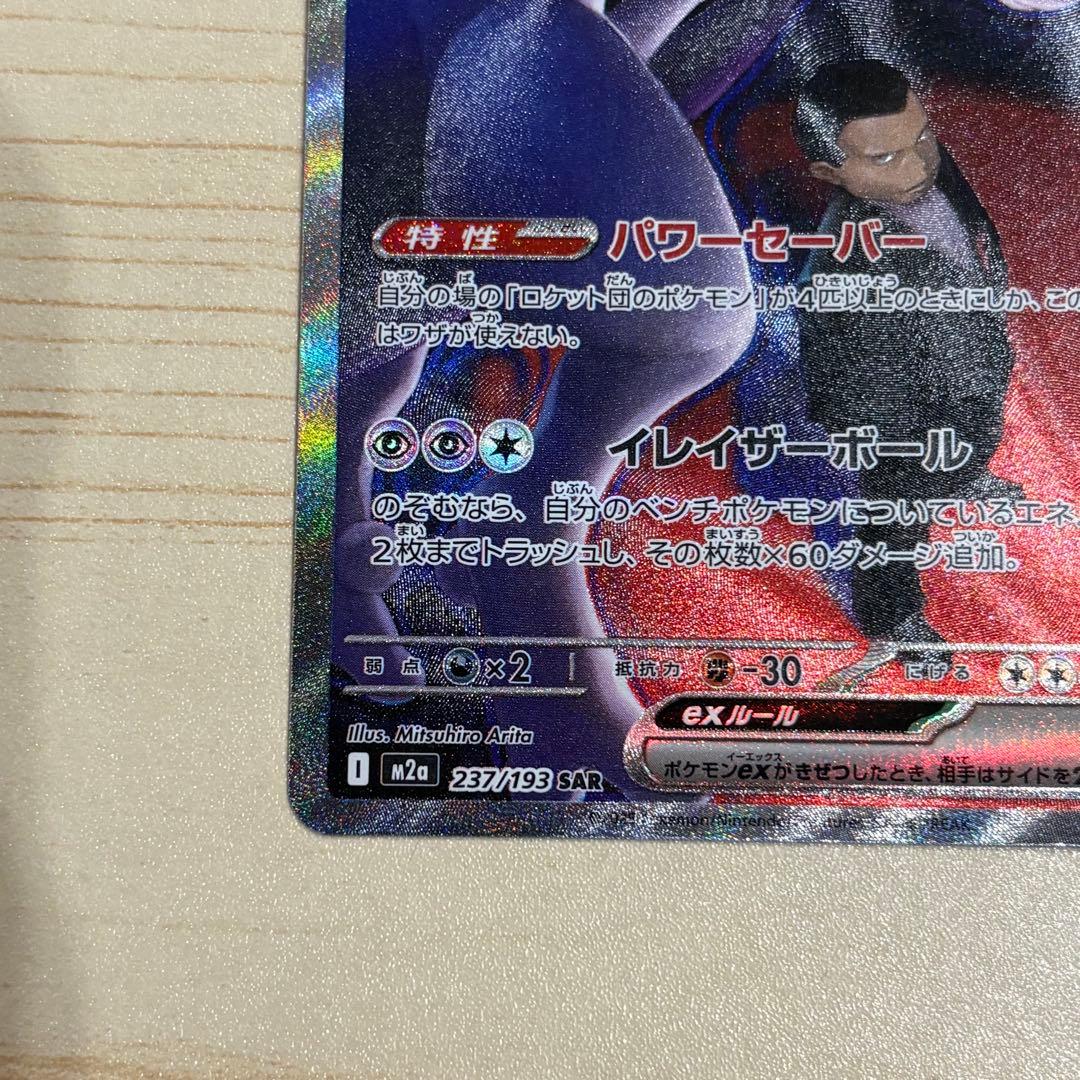 特性 パワーセーバー
自分の場の「ロケット団のポケモン」が4匹以上のときにしか、この
はワザが使えない。
イレイザーボール
のぞむなら、自分のベンチポケモンについているエネ
2枚までトラッシュし、その枚数×60ダメージ追加。
弱点 ×2 抵抗力 -30 にげる
exルール
Illus. Mitsuhiro Arita
ポケモンexがきぜつしたとき、相手はサイドを2
I m2a 237/193 SAR